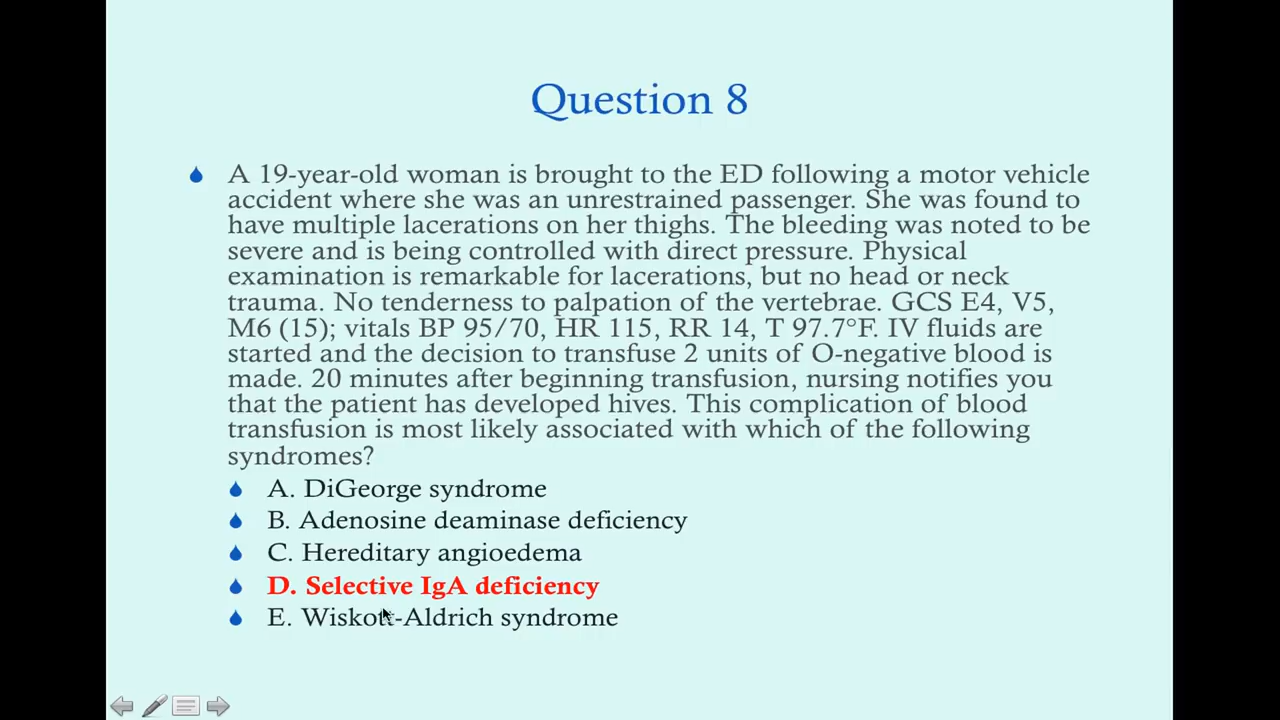 Question 8
A 19-year-old woman is brought to the ED following a motor vehicle
accident where she was an unrestrained passenger. She was found to
have multiple lacerations on her thighs. The bleeding was noted to be
severe and is being controlled with direct pressure. Physical
examination is remarkable for lacerations, but no head or neck
trauma. No tenderness to palpation of the vertebrae. GCS E4, V5,
M6 (15); vitals BP 95/70, HR 115, RR 14, T 97.7°F. IV fluids are
started and the decision to transfuse 2 units of O-negative blood is
made. 20 minutes after beginning transfusion, nursing notifies you
that the patient has developed hives. This complication of blood
transfusion is most likely associated with which of the following
syndromes?
A. DiGeorge syndrome
B. Adenosine deaminase deficiency
C. Hereditary angioedema
D. Selective IgA deficiency
E. Wiskott-Aldrich syndrome